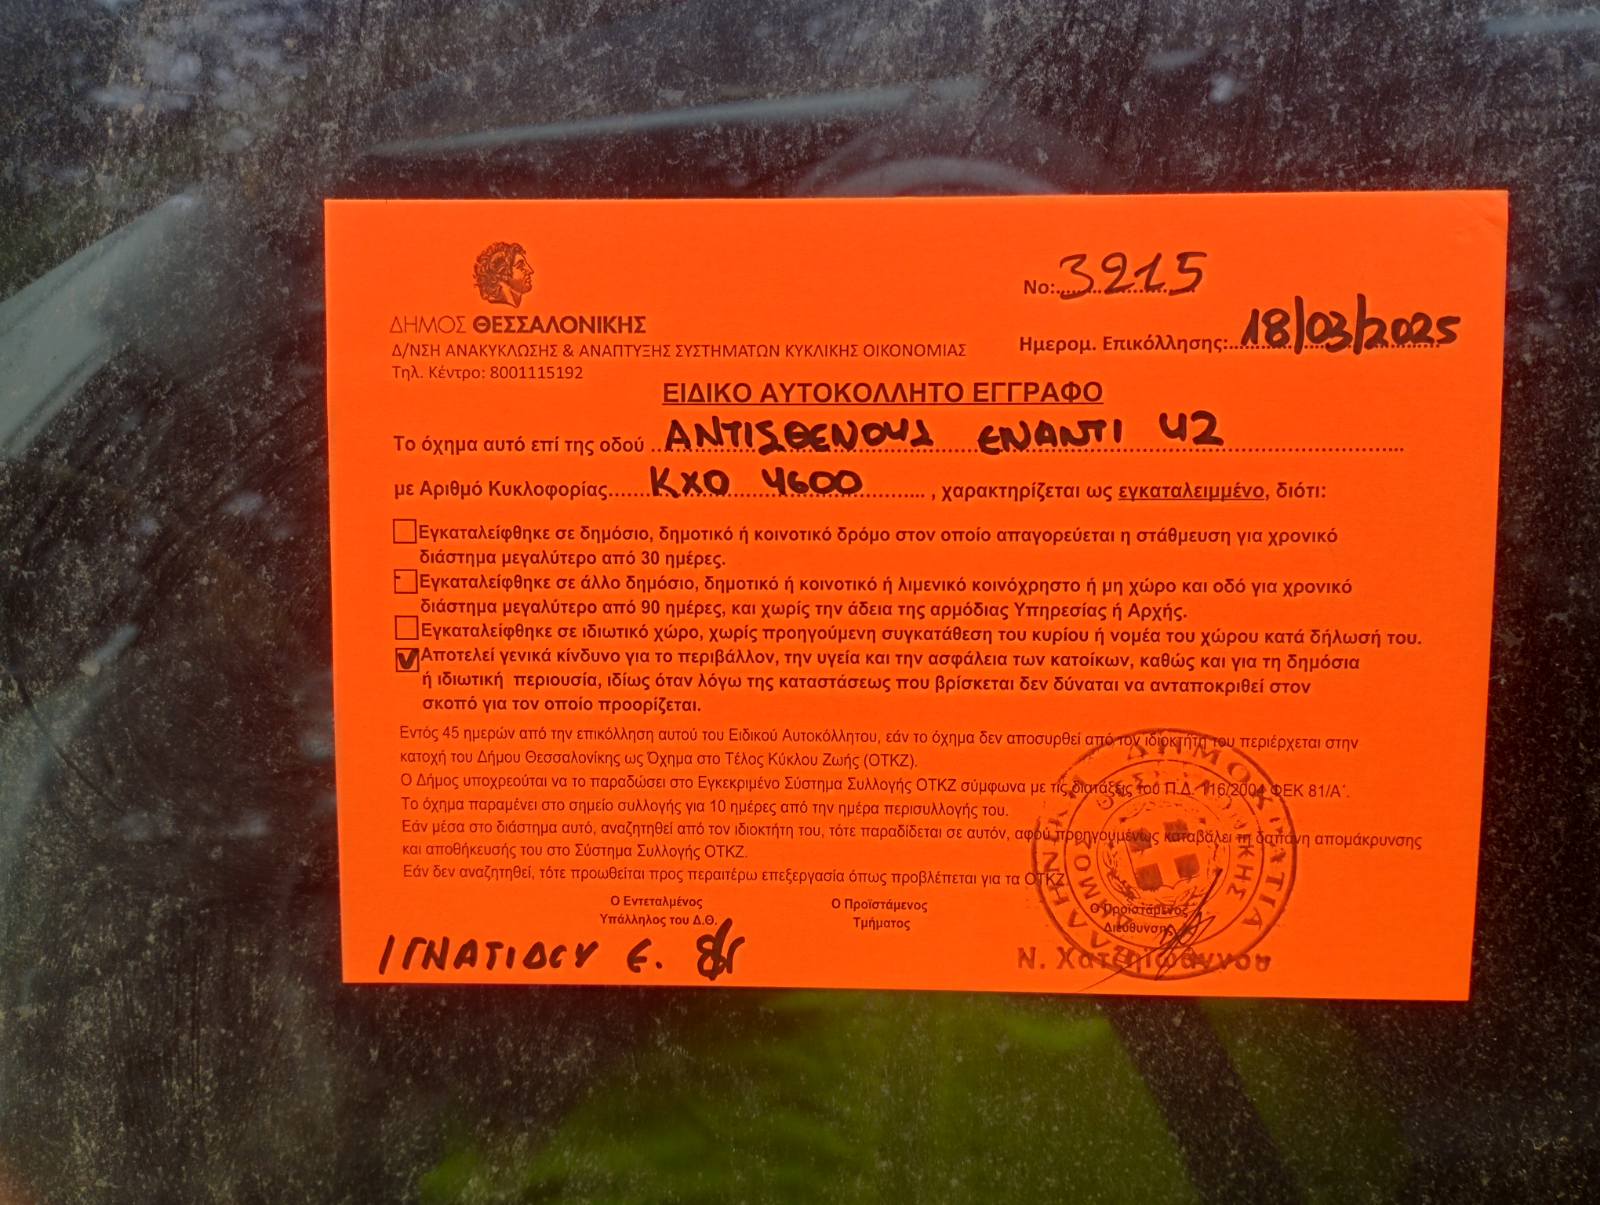 Νο:........3215
ΔΗΜΟΣ ΘΕΣΣΑΛΟΝΙΚΗΣ
Δ/ΝΣΗ ΑΝΑΚΥΚΛΩΣΗΣ & ΑΝΑΠΤΥΞΗΣ ΣΥΣΤΗΜΑΤΩΝ ΚΥΚΛΙΚΗΣ ΟΙΚΟΝΟΜΙΑΣ
Τηλ. Κέντρο: 8001115192
Ημερομ. Επικόλλησης:..18/03/2025
ΕΙΔΙΚΟ ΑΥΤΟΚΟΛΛΗΤΟ ΕΓΓΡΑΦΟ
Το όχημα αυτό επί της οδού ..ΑΝΤΙΣΘΕΝΟΥΣ ΕΝΑΝΤΙ 42
με Αριθμό Κυκλοφορίας......ΚΧΟ 4600......... , χαρακτηρίζεται ως εγκαταλειμμένο, διότι:
Εγκαταλείφθηκε σε δημόσιο, δημοτικό ή κοινοτικό δρόμο στον οποίο απαγορεύεται η στάθμευση για χρονικό
διάστημα μεγαλύτερο από 30 ημέρες.
Εγκαταλείφθηκε σε άλλο δημόσιο, δημοτικό ή κοινοτικό ή λιμενικό κοινόχρηστο ή μη χώρο και οδό για χρονικό
διάστημα μεγαλύτερο από 90 ημέρες, και χωρίς την άδεια της αρμόδιας Υπηρεσίας ή Αρχής.
Εγκαταλείφθηκε σε ιδιωτικό χώρο, χωρίς προηγούμενη συγκατάθεση του κυρίου ή νομέα του χώρου κατά δήλωσή του.
Αποτελεί γενικά κίνδυνο για το περιβάλλον, την υγεία και την ασφάλεια των κατοίκων, καθώς και για τη δημόσια
ή ιδιωτική περιουσία, ιδίως όταν λόγω της καταστάσεως που βρίσκεται δεν δύναται να ανταποκριθεί στον
σκοπό για τον οποίο προορίζεται.
Εντός 45 ημερών από την επικόλληση αυτού του Ειδικού Αυτοκόλλητου, εάν το όχημα δεν αποσυρθεί από τον ιδιοκτήτη του περιέρχεται στην
κατοχή του Δήμου Θεσσαλονίκης ως Όχημα στο Τέλος Κύκλου Ζωής (ΟΤΚΖ).
Ο Δήμος υποχρεούται να το παραδώσει στο Εγκεκριμένο Σύστημα Συλλογής ΟΤΚΖ σύμφωνα με τις διατάξεις του Π.Δ. 116/2004 ΦΕΚ 81/Α΄.
Το όχημα παραμένει στο σημείο συλλογής για 10 ημέρες από την ημέρα περισυλλογής του.
Εάν μέσα στο διάστημα αυτό, αναζητηθεί από τον ιδιοκτήτη του, τότε παραδίδεται σε αυτόν, αφού προηγουμένως καταβάλει τη δαπάνη απομάκρυνσης
και αποθήκευσής του στο Σύστημα Συλλογής ΟΤΚΖ.
Εάν δεν αναζητηθεί, τότε προωθείται προς περαιτέρω επεξεργασία όπως προβλέπεται για τα ΟΤΚΖ
Ο Εντεταλμένος
Υπάλληλος του Δ.Θ.
Ο Προϊστάμενος
Τμήματος
Ο Προϊστάμενος
Διεύθυνσης
ΙΓΝΑΤΙΔΟΥ Ε.
Ν. Χατζηϊωάννου
ΕΛΛΗΝΙΚΗ ΔΗΜΟΚΡΑΤΙΑ
ΔΗΜΟΣ ΘΕΣΣΑΛΟΝΙΚΗΣ